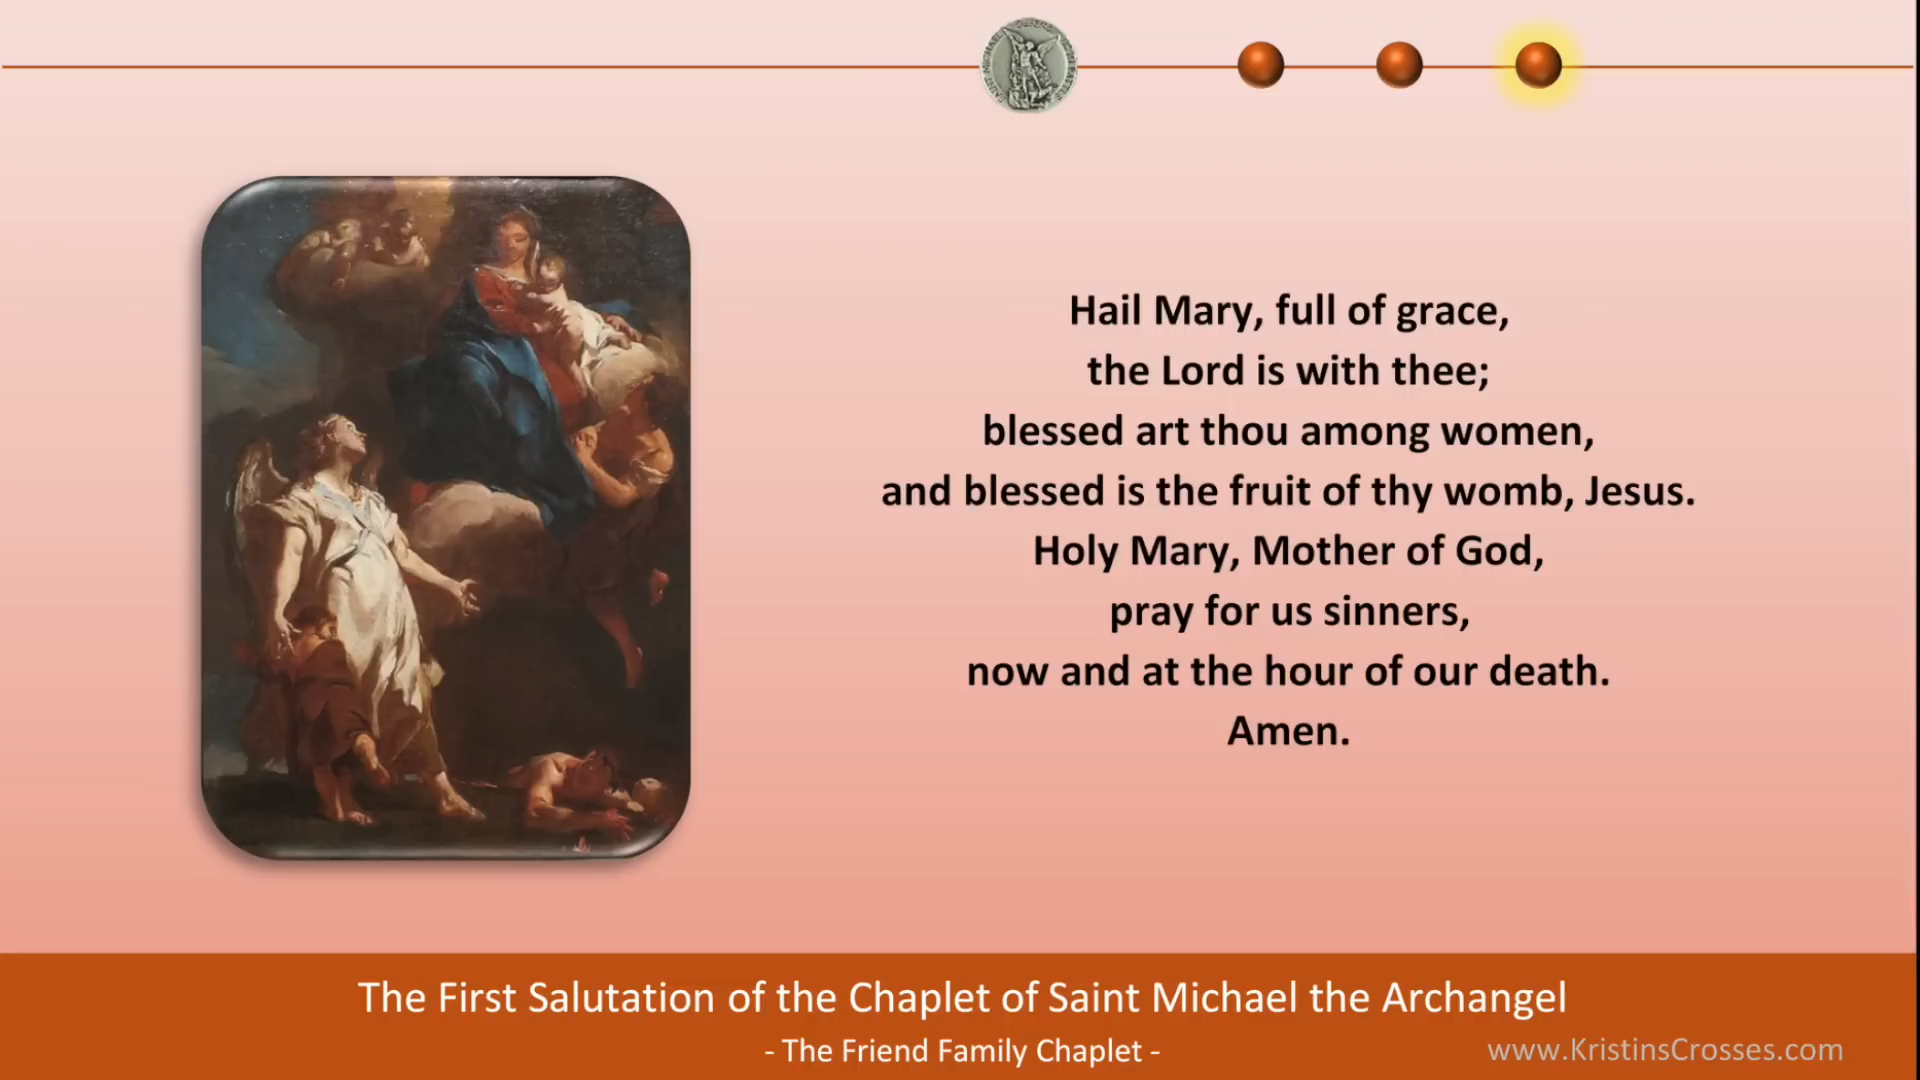 Hail Mary, full of grace,
the Lord is with thee;
blessed art thou among women,
and blessed is the fruit of thy womb, Jesus.
Holy Mary, Mother of God,
pray for us sinners,
now and at the hour of our death.
Amen.
The First Salutation of the Chaplet of Saint Michael the Archangel
- The Friend Family Chaplet -
www.KristinsCrosses.com